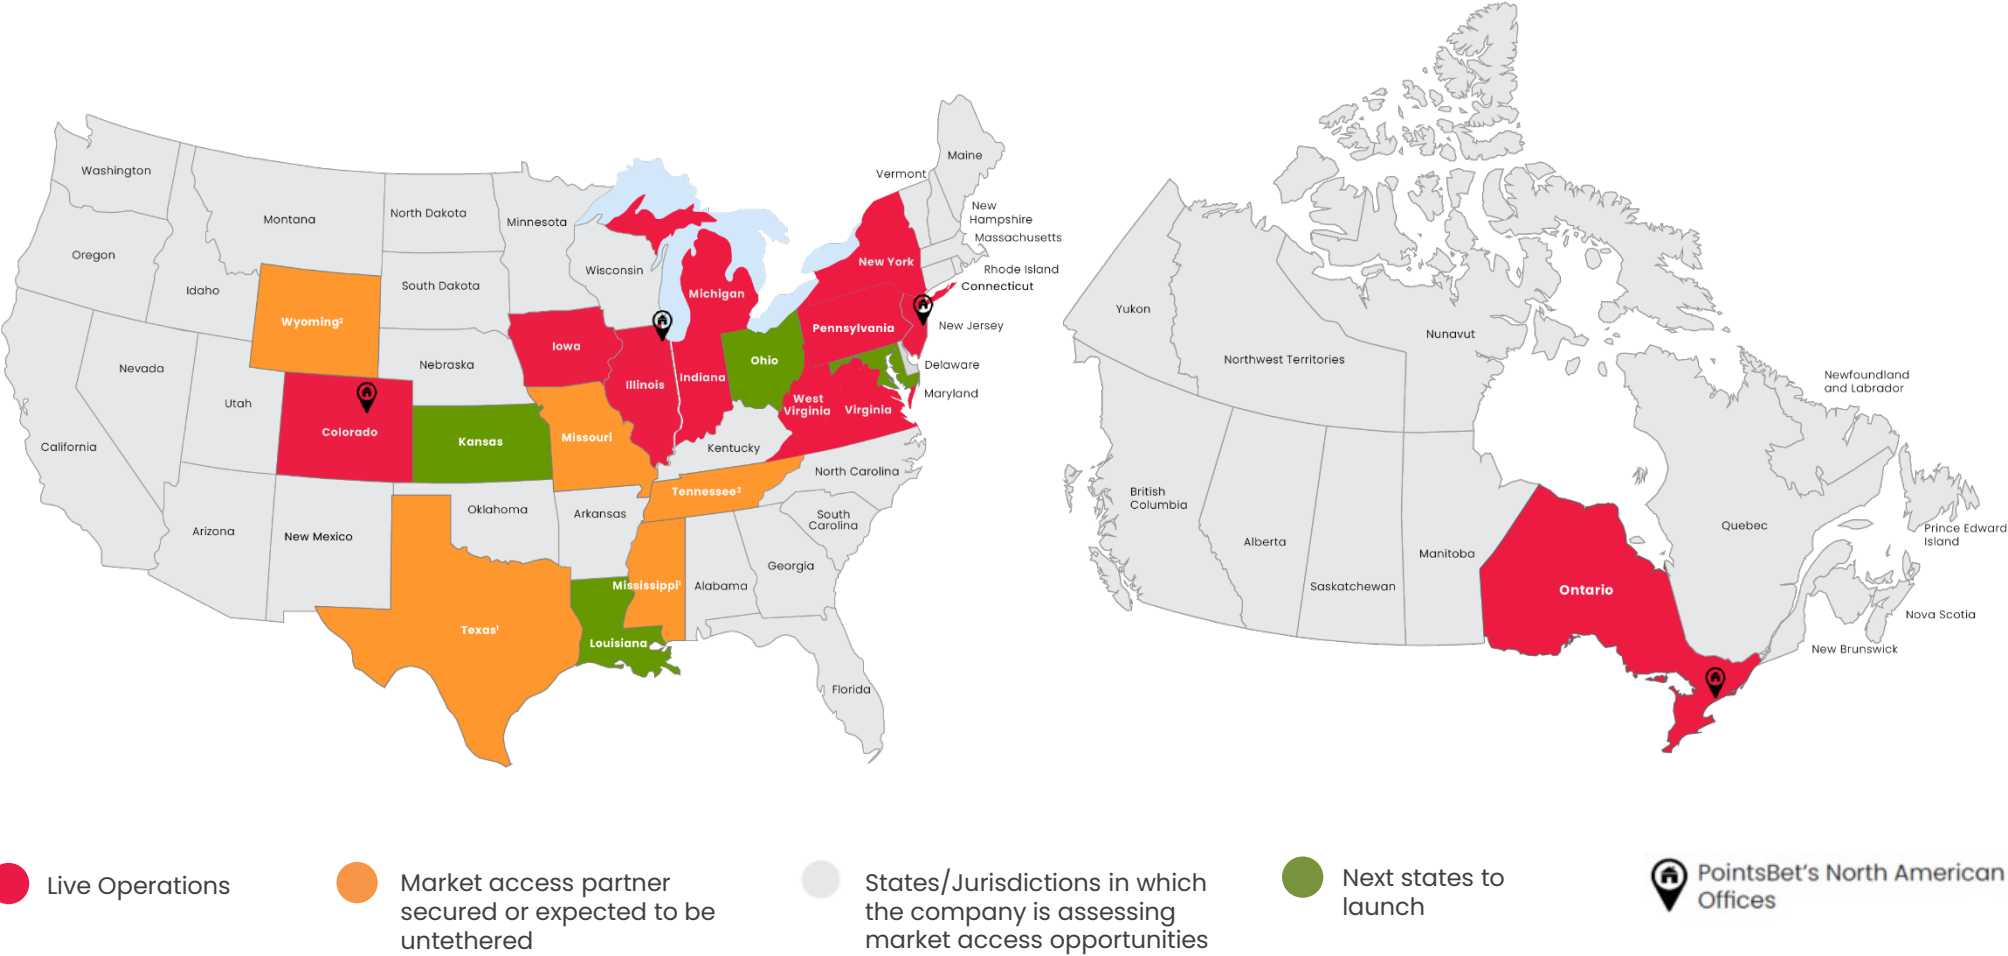 Washington
Oregon
California
Nevada
Idaho
Montana
Wyoming²
Utah
Colorado
Arizona
New Mexico
North Dakota
South Dakota
Nebraska
Kansas
Oklahoma
Texas¹
Minnesota
Iowa
Missouri
Arkansas
Louisiana
Wisconsin
Illinois
Michigan
Indiana
Ohio
Kentucky
Tennessee²
Mississippi¹
Alabama
Georgia
Florida
South
Carolina
North Carolina
West
Virginia
Virginia
Pennsylvania
New York
Vermont
Maine
New
Hampshire
Massachusetts
Rhode Island
Connecticut
New Jersey
Delaware
Maryland
Yukon
Northwest Territories
Nunavut
British
Columbia
Alberta
Saskatchewan
Manitoba
Ontario
Quebec
Newfoundland
and Labrador
Prince Edward
Island
Nova Scotia
New Brunswick
Live Operations
Market access partner
secured or expected to be
untethered
States/Jurisdictions in which
the company is assessing
market access opportunities
Next states to
launch
PointsBet's North American
Offices